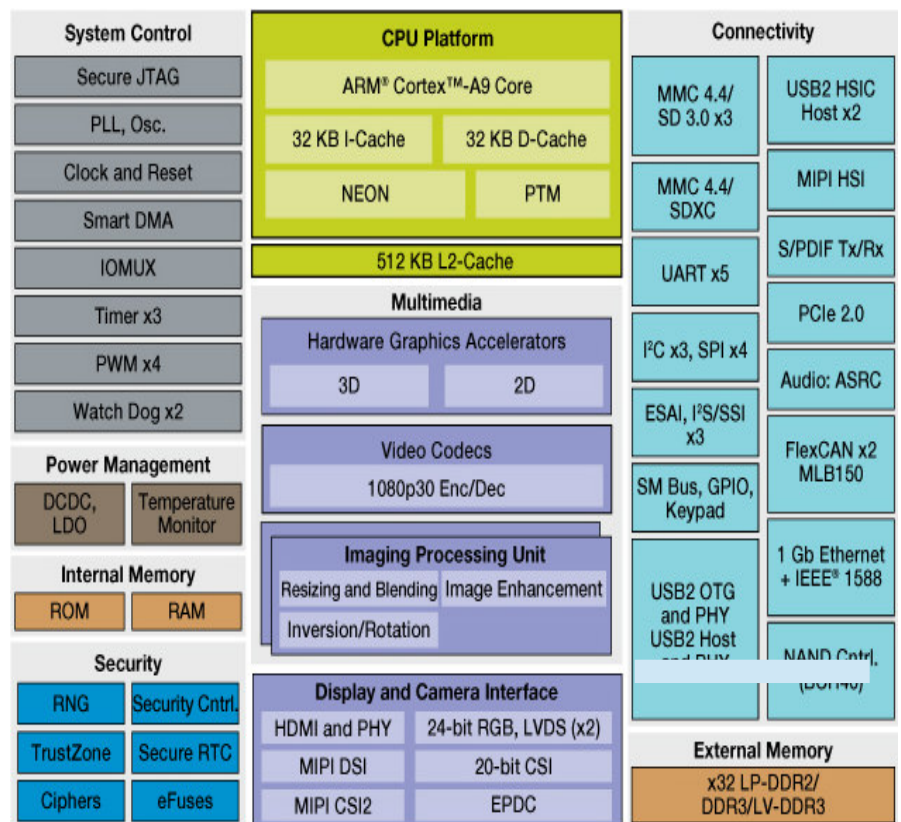 System Control
Secure JTAG
PLL, Osc.
Clock and Reset
Smart DMA
IOMUX
Timer x3
PWM x4
Watch Dog x2
Power Management
DCDC,
LDO
Temperature
Monitor
Internal Memory
ROM
RAM
Security
RNG
Security Cntrl.
TrustZone
Secure RTC
Ciphers
eFuses
CPU Platform
ARM® Cortex™-A9 Core
32 KB I-Cache
32 KB D-Cache
NEON
PTM
512 KB L2-Cache
Multimedia
Hardware Graphics Accelerators
3D
2D
Video Codecs
1080p30 Enc/Dec
Imaging Processing Unit
Resizing and Blending
Image Enhancement
Inversion/Rotation
Display and Camera Interface
HDMI and PHY
24-bit RGB, LVDS (x2)
MIPI DSI
20-bit CSI
MIPI CSI2
EPDC
Connectivity
MMC 4.4/
SD 3.0 x3
MMC 4.4/
SDXC
UART x5
I²C x3, SPI x4
ESAI, I²S/SSI
x3
SM Bus, GPIO,
Keypad
USB2 OTG
and PHY
USB2 Host
and PHY
USB2 HSIC
Host x2
MIPI HSI
S/PDIF Tx/Rx
PCIe 2.0
Audio: ASRC
FlexCAN x2
MLB150
1 Gb Ethernet
+ IEEE® 1588
NAND Cntrl.
External Memory
x32 LP-DDR2/
DDR3/LV-DDR3